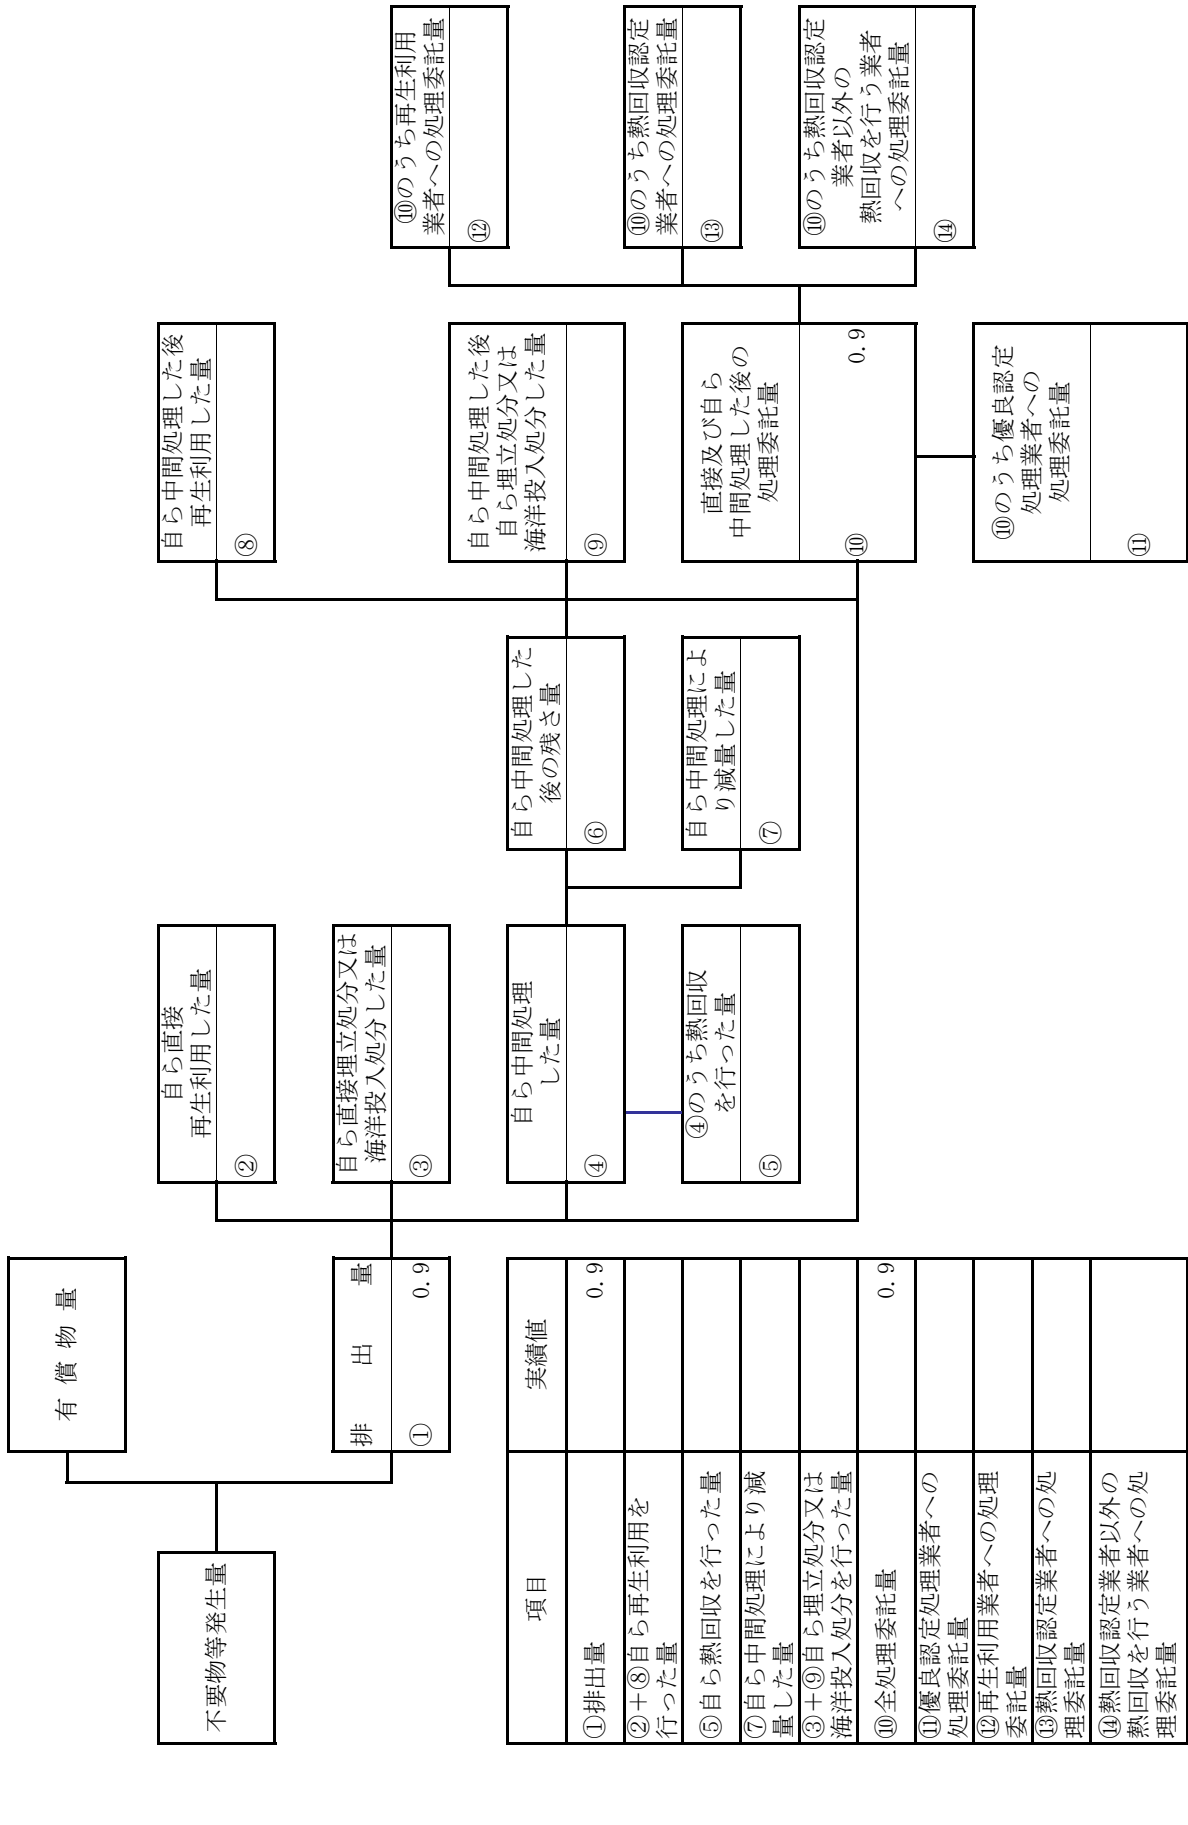 有償物量
不要物等発生量
排出量
① 0.9
自ら直接
再生利用した量
②
自ら直接埋立処分又は
海洋投入処分した量
③
自ら中間処理
した量
④
④のうち熱回収
を行った量
⑤
自ら中間処理した
後の残さ量
⑥
自ら中間処理によ
り減量した量
⑦
自ら中間処理した後
再生利用した量
⑧
自ら中間処理した後
自ら埋立処分又は
海洋投入処分した量
⑨
直接及び自ら
中間処理した後の
処理委託量
⑩ 0.9
⑩のうち優良認定
処理業者への
処理委託量
⑪
⑩のうち再生利用
業者への処理委託量
⑫
⑩のうち熱回収認定
業者への処理委託量
⑬
⑩のうち熱回収認定
業者以外の
熱回収を行う業者
への処理委託量
⑭
項目 実績値
①排出量 0.9
②+⑧自ら再生利用を
行った量
⑤自ら熱回収を行った量
⑦自ら中間処理により減
量した量
③+⑨自ら埋立処分又は
海洋投入処分を行った量
⑩全処理委託量 0.9
⑪優良認定処理業者への
処理委託量
⑫再生利用業者への処理
委託量
⑬熱回収認定業者への処
理委託量
⑭熱回収認定業者以外の
熱回収を行う業者への処
理委託量